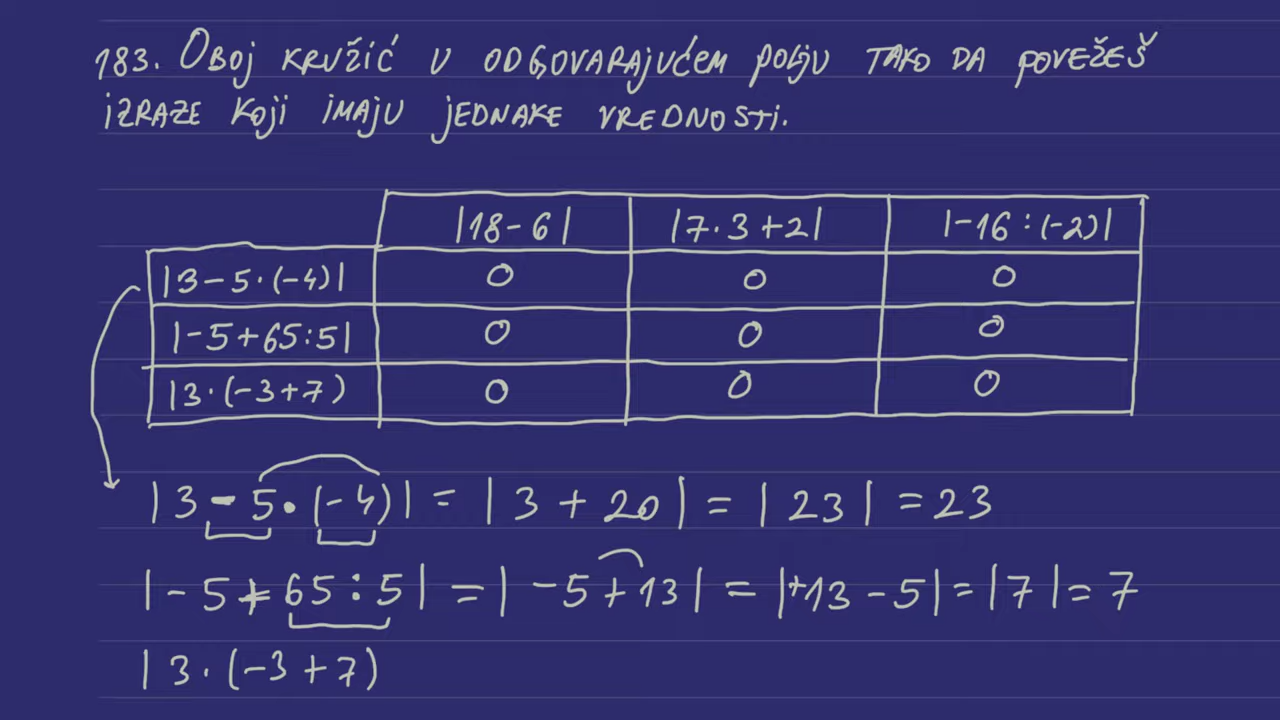 183. Oboj kružić u odgovarajućem polju tako da povežeš
izraze koji imaju jednake vrednosti.
|18-6| |7·3+2| |-16:(-2)|
|3-5·(-4)| O O O
|-5+65:5| O O O
|3·(-3+7) O O O
|3-5·(-4)| = |3+20| = |23| = 23
|-5+65:5| = |-5+13| = |+13-5| = |7| = 7
|3·(-3+7)